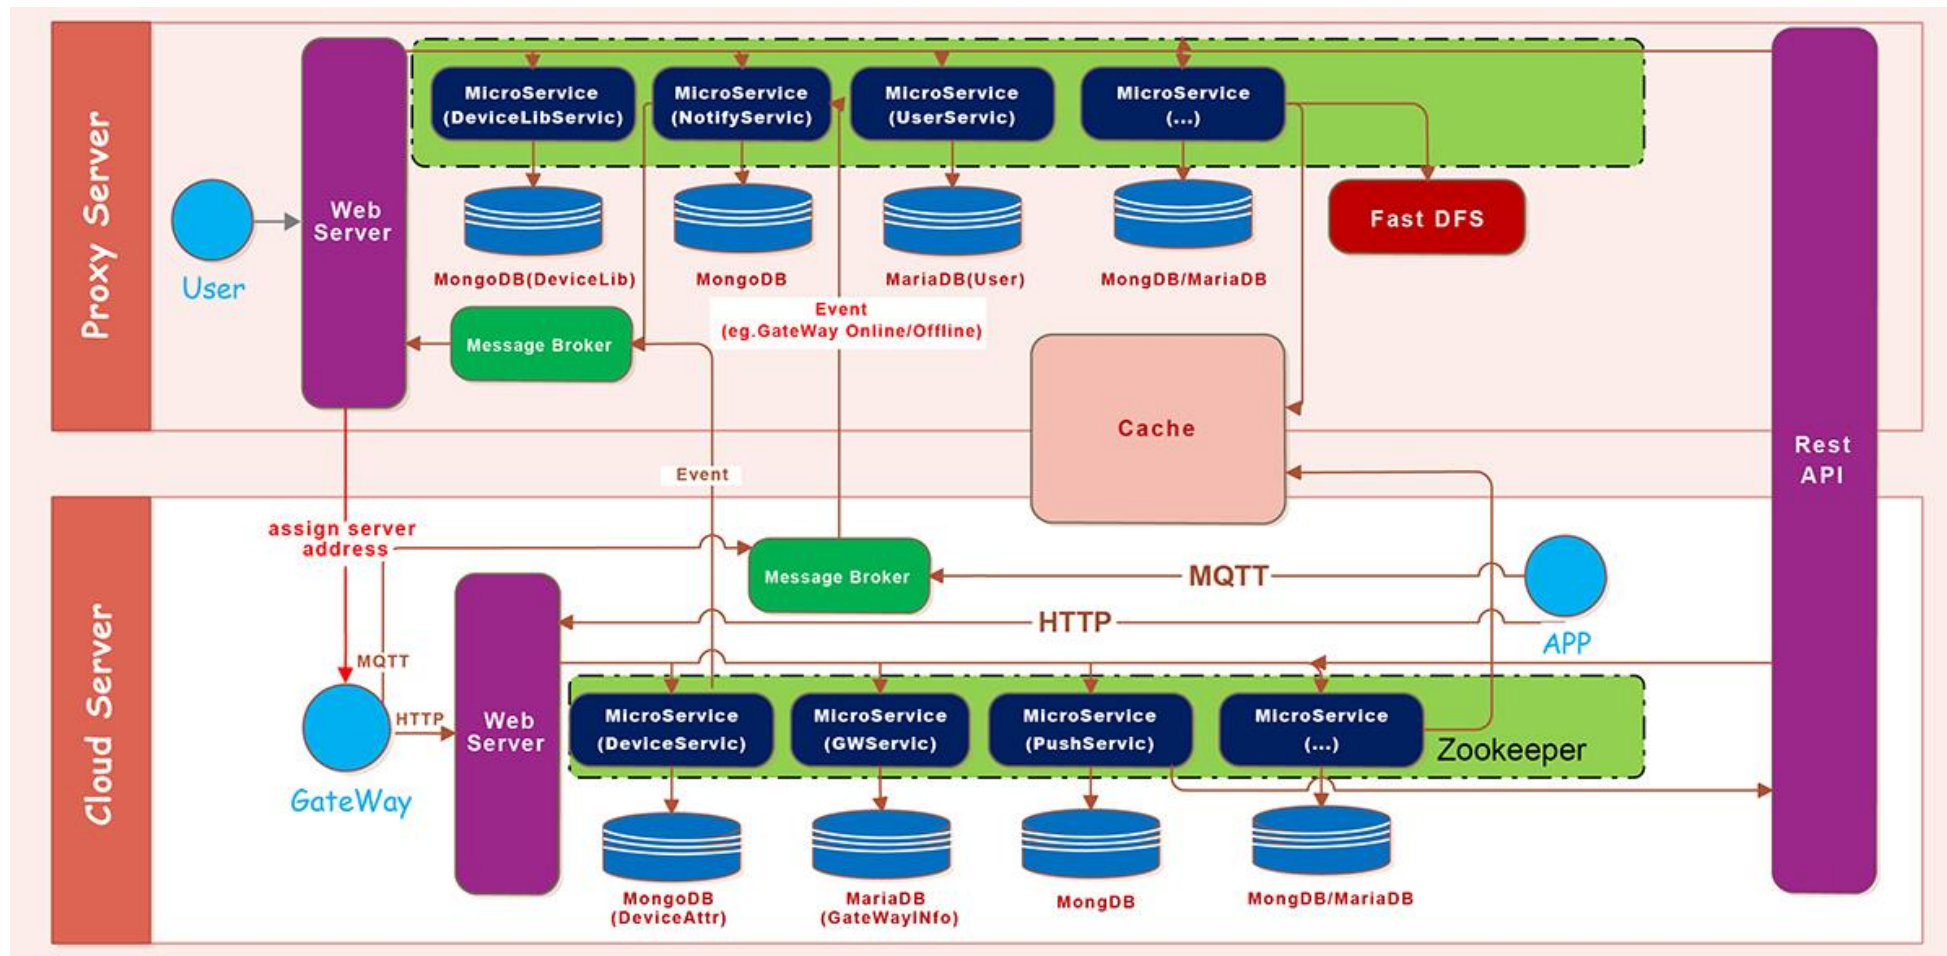 Proxy Server
User
Web
Server
MicroService
(DeviceLibServic)
MicroService
(NotifyServic)
MicroService
(UserServic)
MicroService
(...)
MongoDB(DeviceLib)
MongoDB
MariaDB(User)
MongDB/MariaDB
Fast DFS
Message Broker
Event
(eg.GateWay Online/Offline)
Cache
Rest
API
Event
Cloud Server
assign server
address
Message Broker
MQTT
HTTP
APP
MQTT
GateWay
HTTP
Web
Server
MicroService
(DeviceServic)
MicroService
(GWServic)
MicroService
(PushServic)
MicroService
(...)
Zookeeper
MongoDB
(DeviceAttr)
MariaDB
(GateWayINfo)
MongDB
MongDB/MariaDB